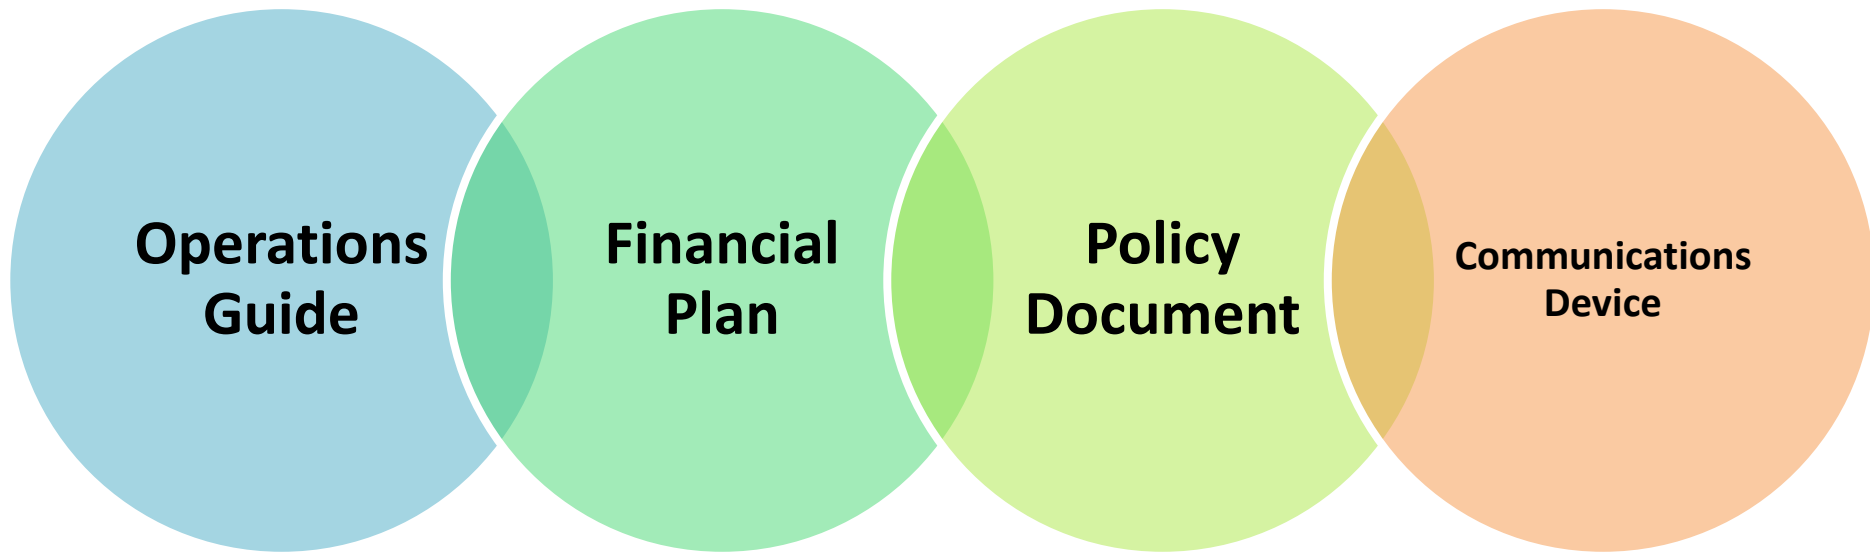 Operations
Guide
Financial
Plan
Policy
Document
Communications
Device